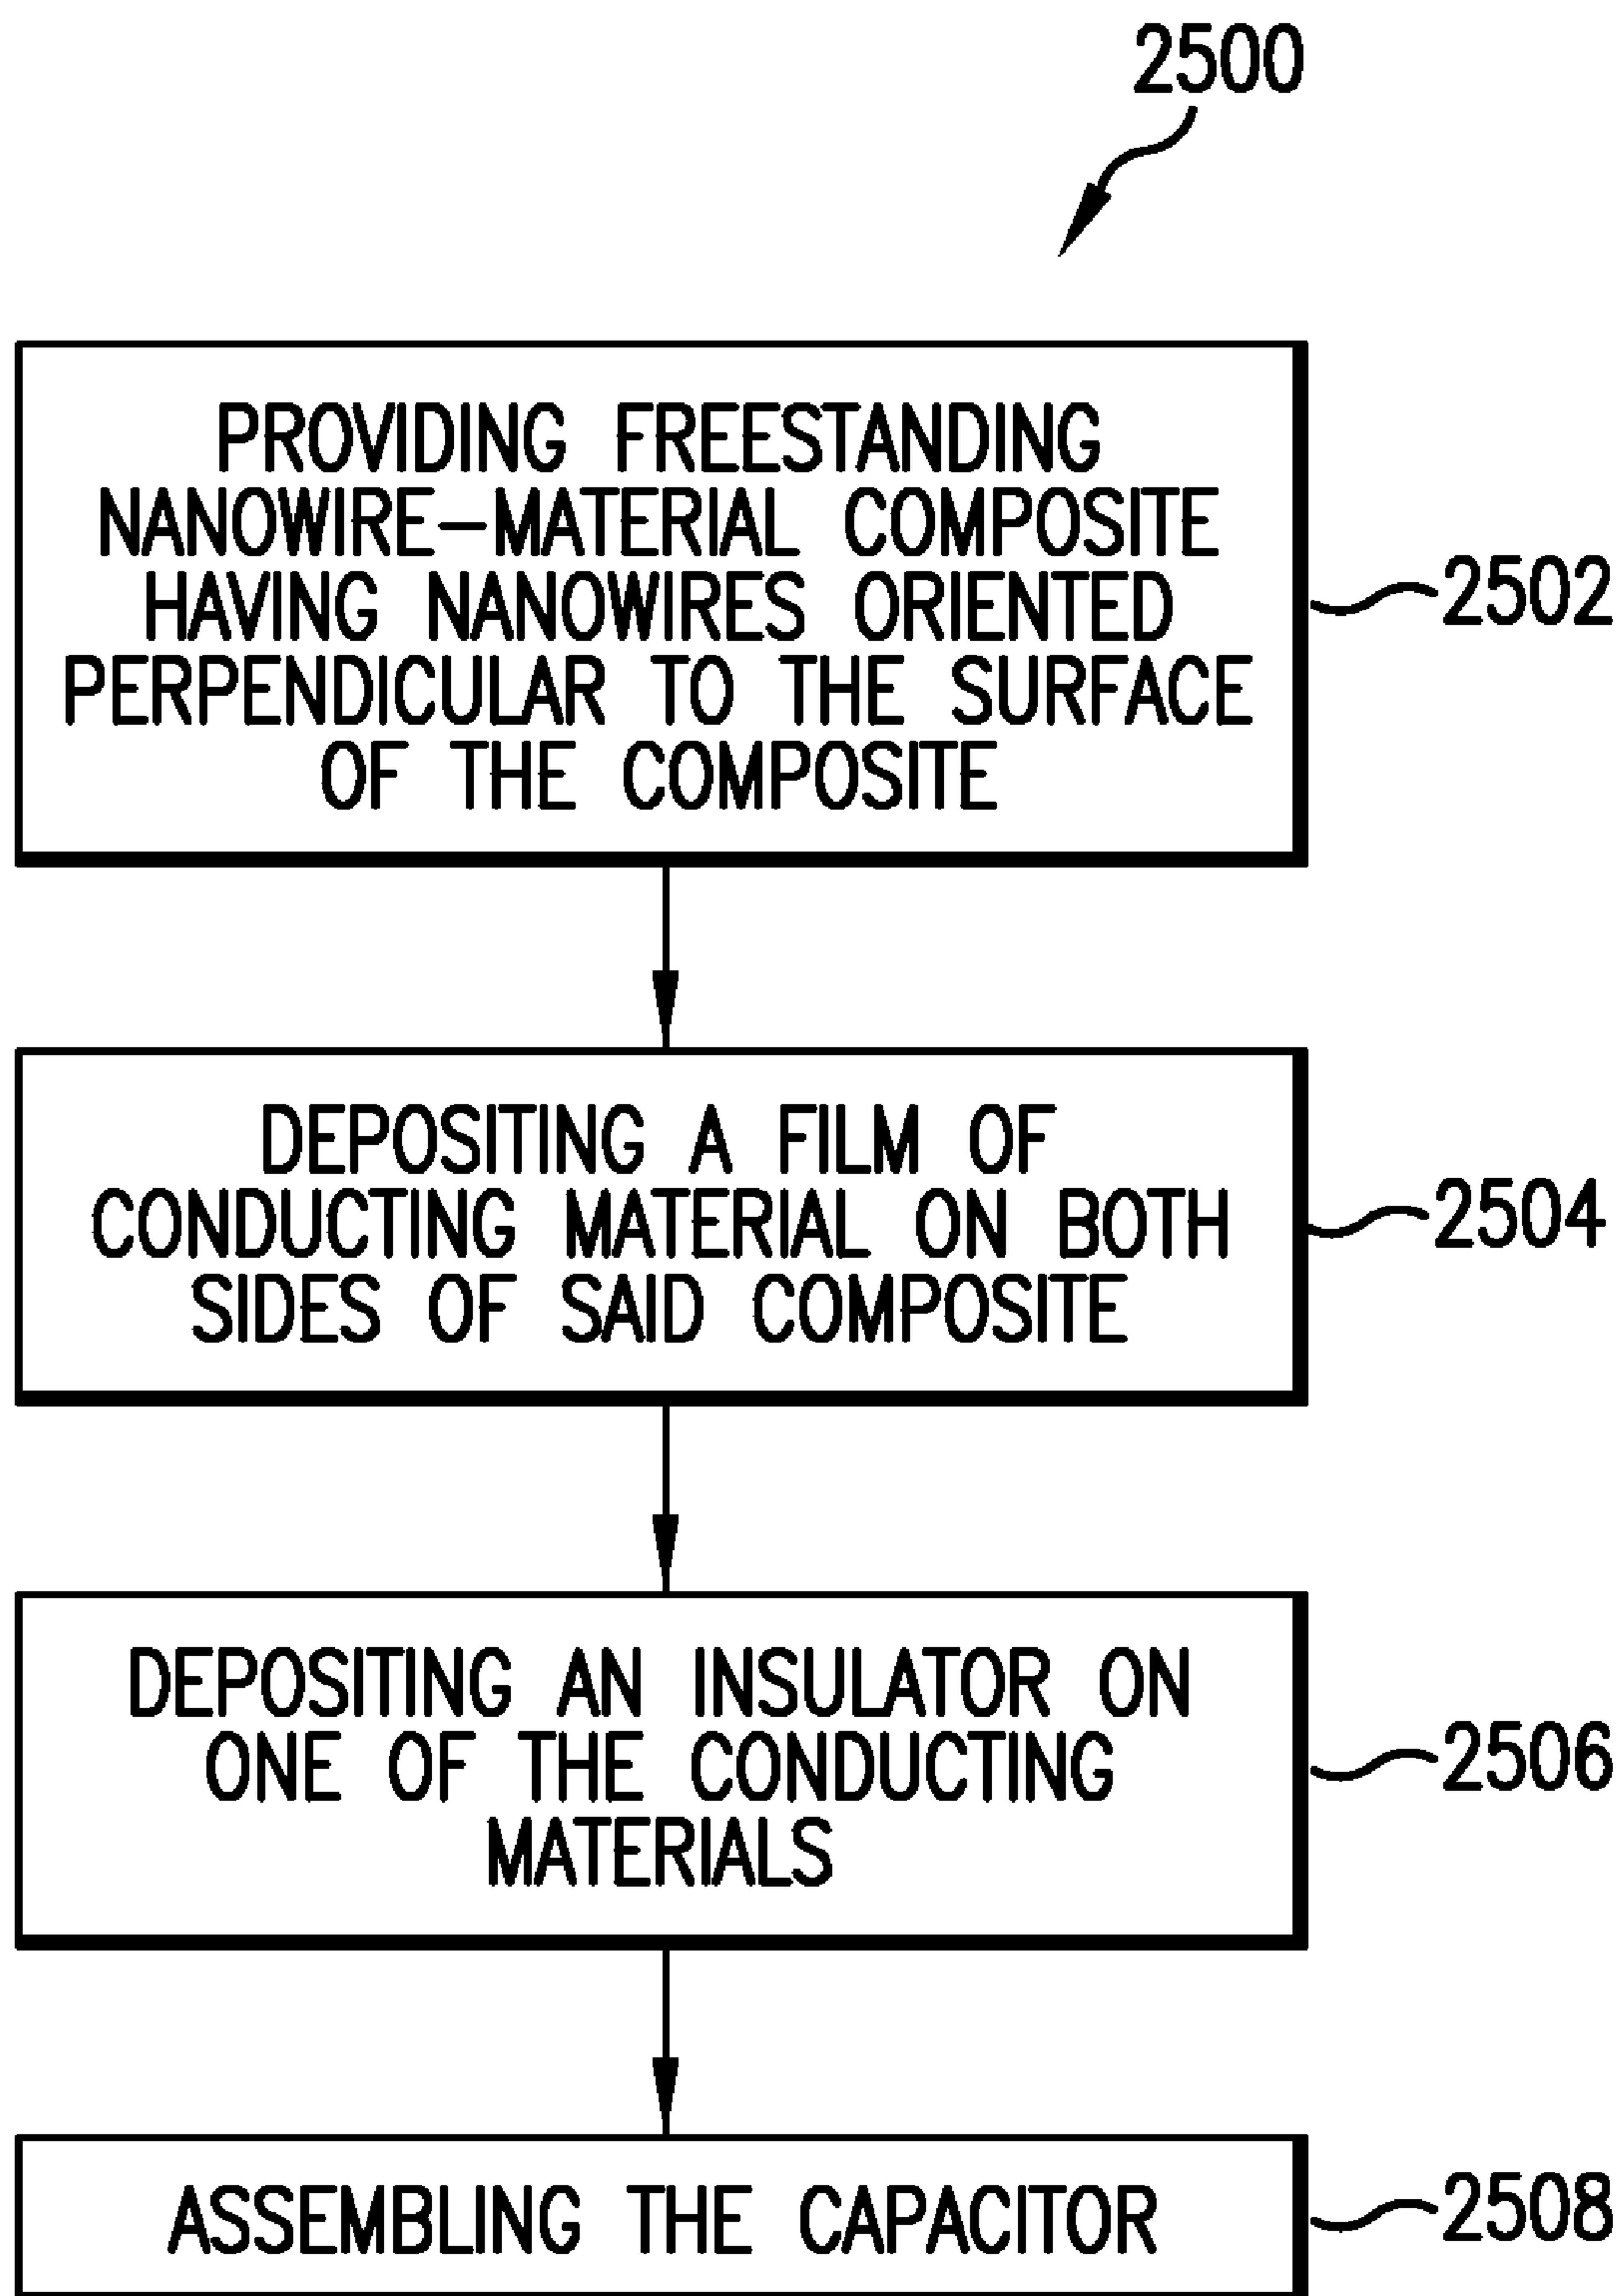 2500
PROVIDING FREESTANDING
NANOWIRE-MATERIAL COMPOSITE
HAVING NANOWIRES ORIENTED
PERPENDICULAR TO THE SURFACE
OF THE COMPOSITE
2502
DEPOSITING A FILM OF
CONDUCTING MATERIAL ON BOTH
SIDES OF SAID COMPOSITE
2504
DEPOSITING AN INSULATOR ON
ONE OF THE CONDUCTING
MATERIALS
2506
ASSEMBLING THE CAPACITOR
2508